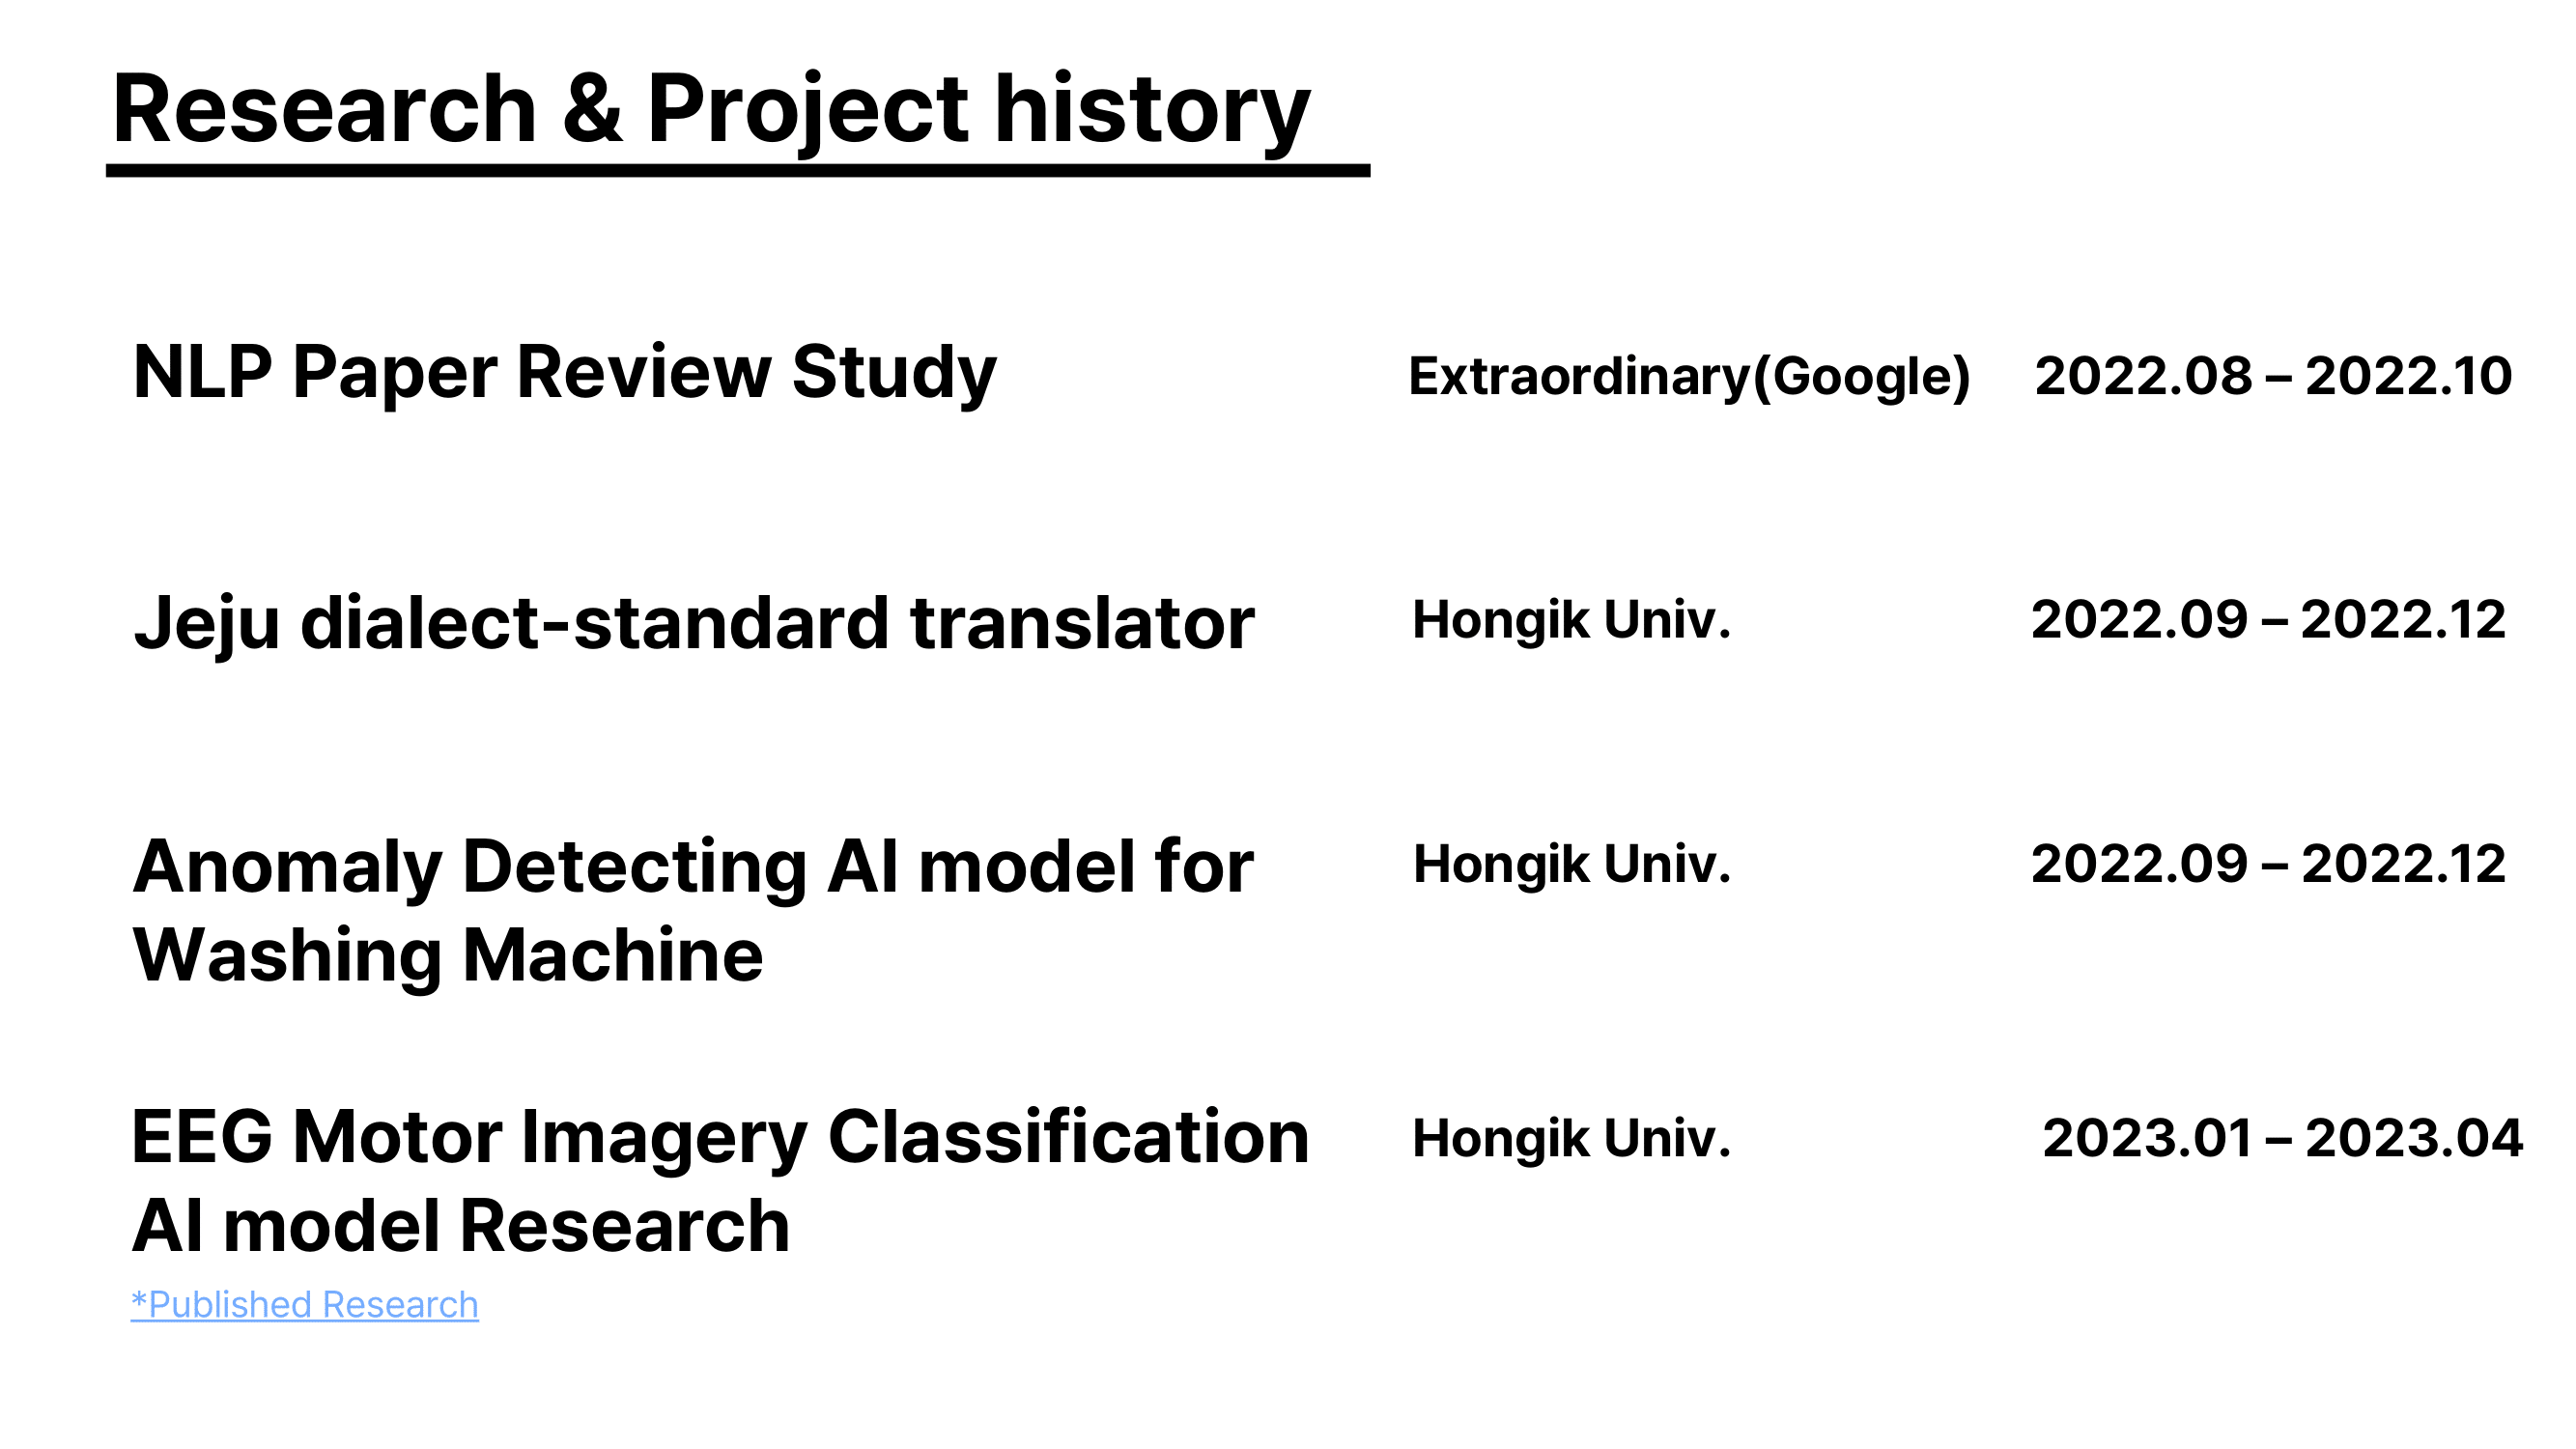 Research & Project history
NLP Paper Review Study
Extraordinary(Google)
2022.08 – 2022.10
Jeju dialect-standard translator
Hongik Univ.
2022.09 – 2022.12
Anomaly Detecting AI model for
Washing Machine
Hongik Univ.
2022.09 – 2022.12
EEG Motor Imagery Classification
AI model Research
Hongik Univ.
2023.01 – 2023.04
*Published Research